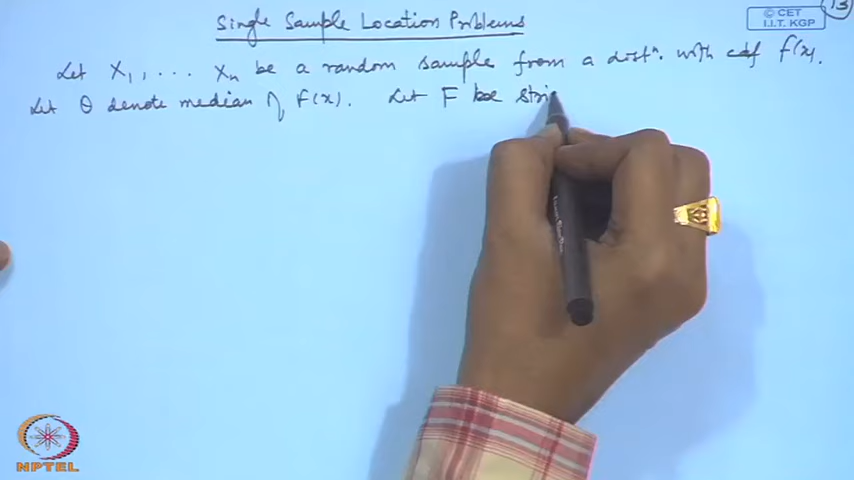 Single Sample Location Problems
© CET
I.I.T. KGP
13
Let X1, ... Xn be a random sample from a distn. with cdf F(x).
Let θ denote median of F(x). Let F be stri
NPTEL